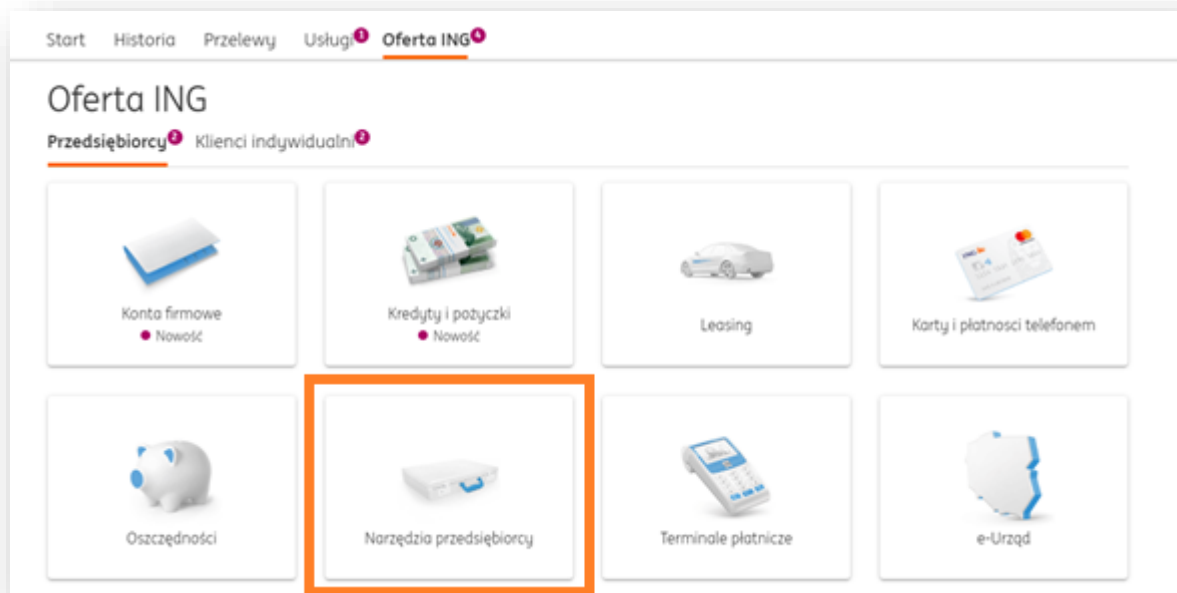 Start Historia Przelewy Usługi 1 Oferta ING 4
Oferta ING
Przedsiębiorcy 2 Klienci indywidualni 2
Konta firmowe
Nowość
Kredyty i pożyczki
Nowość
Leasing
Karty i płatnosci telefonem
Oszczędności
Narzędzia przedsiębiorcy
Terminale płatnicze
e-Urząd